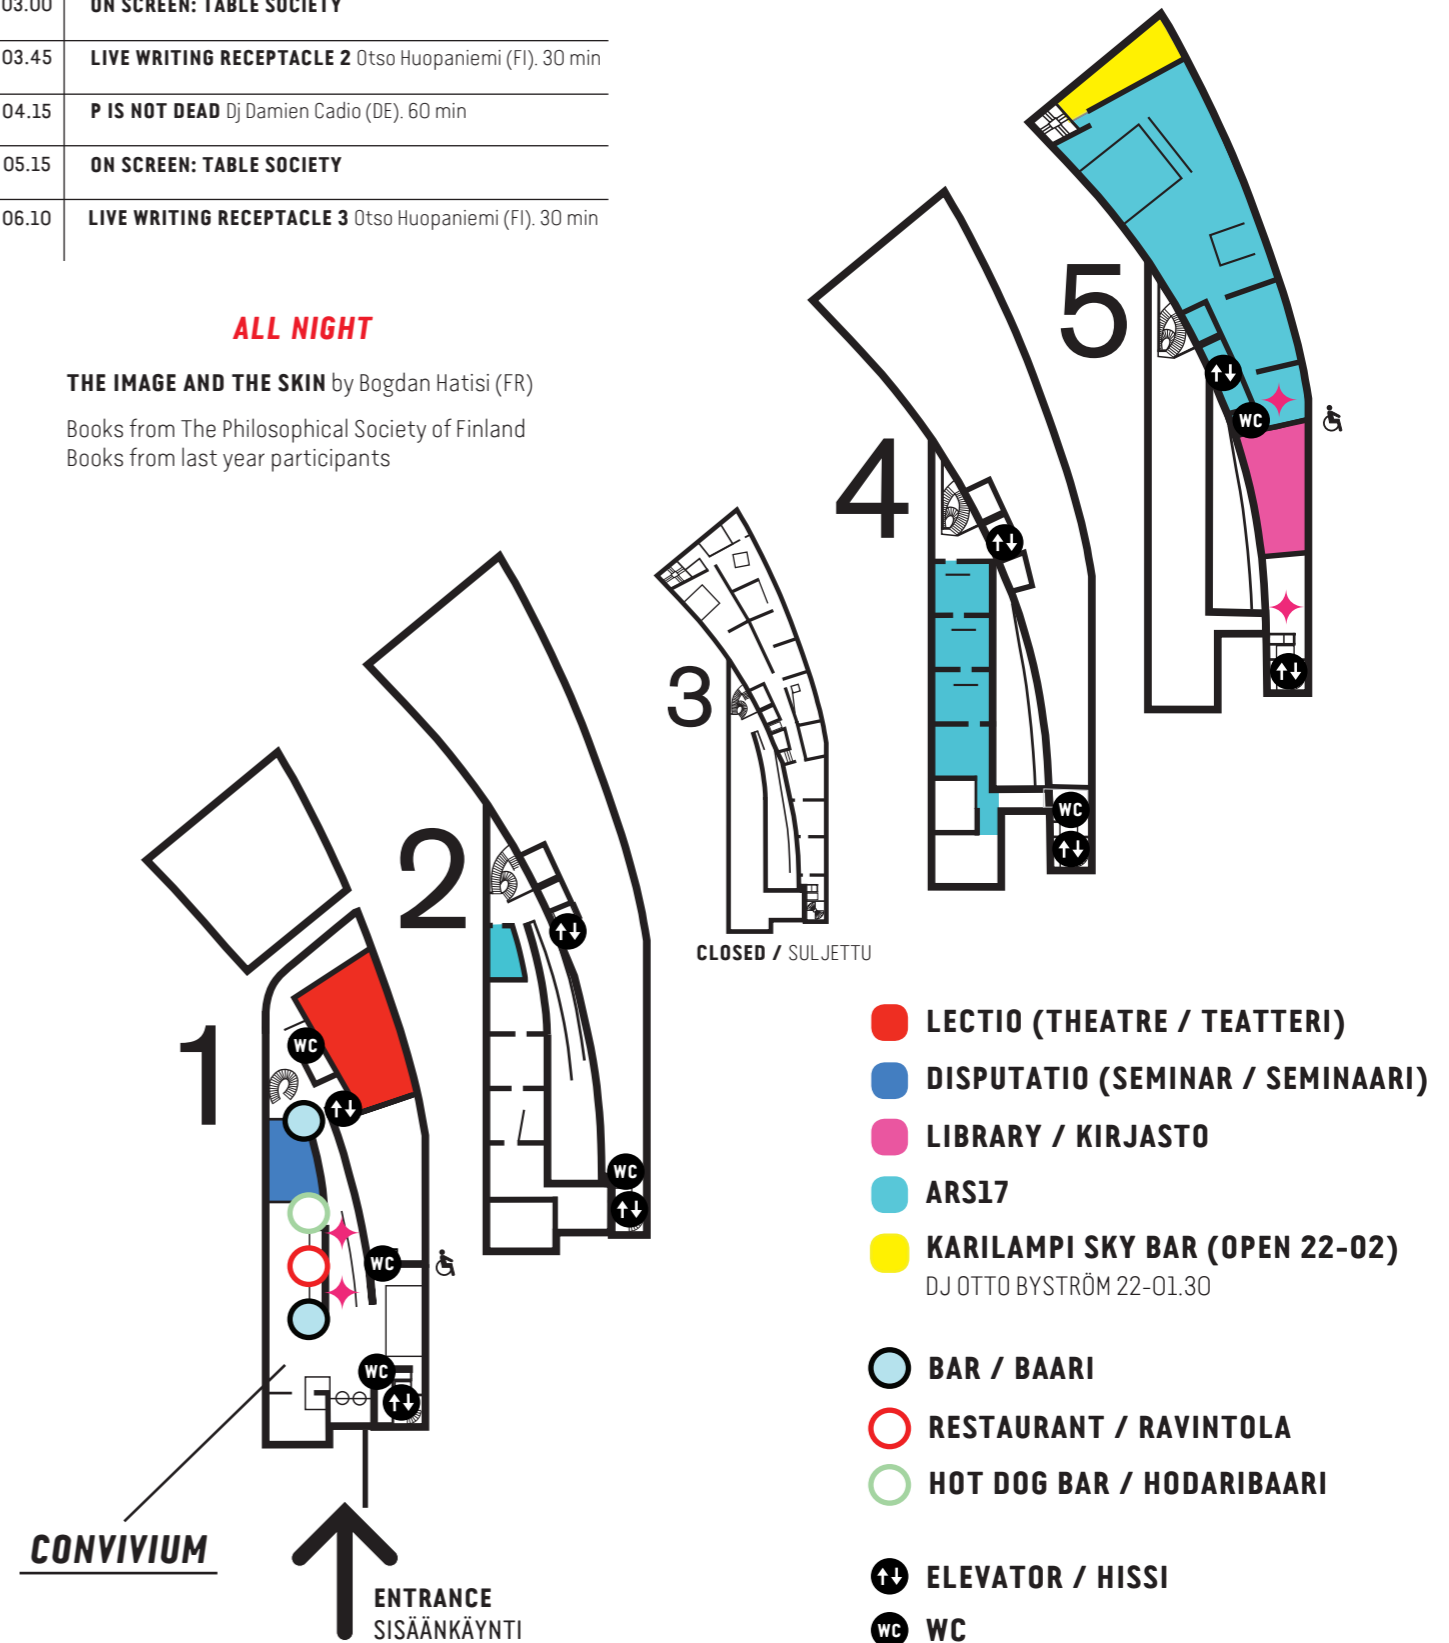 03.00 ON SCREEN: TABLE SOCIETY
03.45 LIVE WRITING RECEPTACLE 2 Otso Huopaniemi (FI). 30 min
04.15 P IS NOT DEAD Dj Damien Cadio (DE). 60 min
05.15 ON SCREEN: TABLE SOCIETY
06.10 LIVE WRITING RECEPTACLE 3 Otso Huopaniemi (FI). 30 min
ALL NIGHT
THE IMAGE AND THE SKIN by Bogdan Hatisi (FR)
Books from The Philosophical Society of Finland
Books from last year participants
5
WC
4
WC
3
CLOSED / SULJETTU
2
WC
1
WC
WC
WC
CONVIVIUM
ENTRANCE
SISÄÄNKÄYNTI
LECTIO (THEATRE / TEATTERI)
DISPUTATIO (SEMINAR / SEMINAARI)
LIBRARY / KIRJASTO
ARS17
KARILAMPI SKY BAR (OPEN 22-02)
DJ OTTO BYSTRÖM 22-01.30
BAR / BAARI
RESTAURANT / RAVINTOLA
HOT DOG BAR / HODARIBAARI
ELEVATOR / HISSI
WC WC